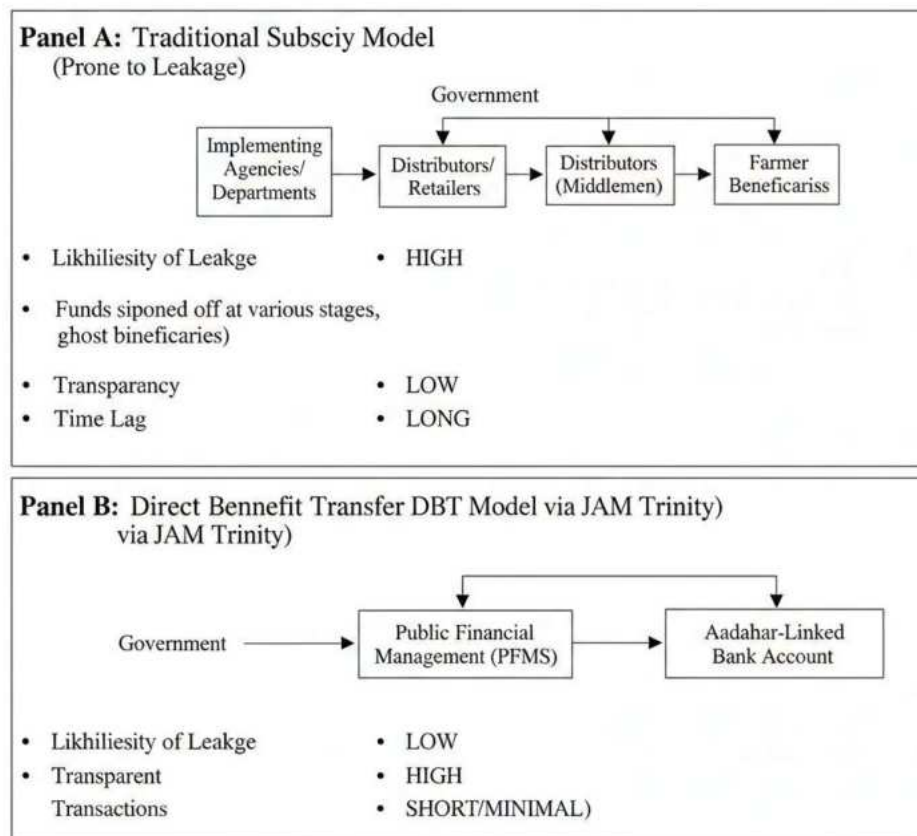 Panel A: Traditional Subsciy Model
(Prone to Leakage)
Government
Implementing
Agencies/
Departments
Distributors/
Retailers
Distributors
(Middlemen)
Farmer
Beneficariss
• Likhiliesity of Leakge • HIGH
• Funds siponed off at various stages,
ghost bineficaries)
• Transparancy • LOW
• Time Lag • LONG
Panel B: Direct Bennefit Transfer DBT Model via JAM Trinity)
via JAM Trinity)
Government
Public Financial
Management (PFMS)
Aadahar-Linked
Bank Account
• Likhiliesity of Leakge • LOW
• Transparent • HIGH
Transactions • SHORT/MINIMAL)